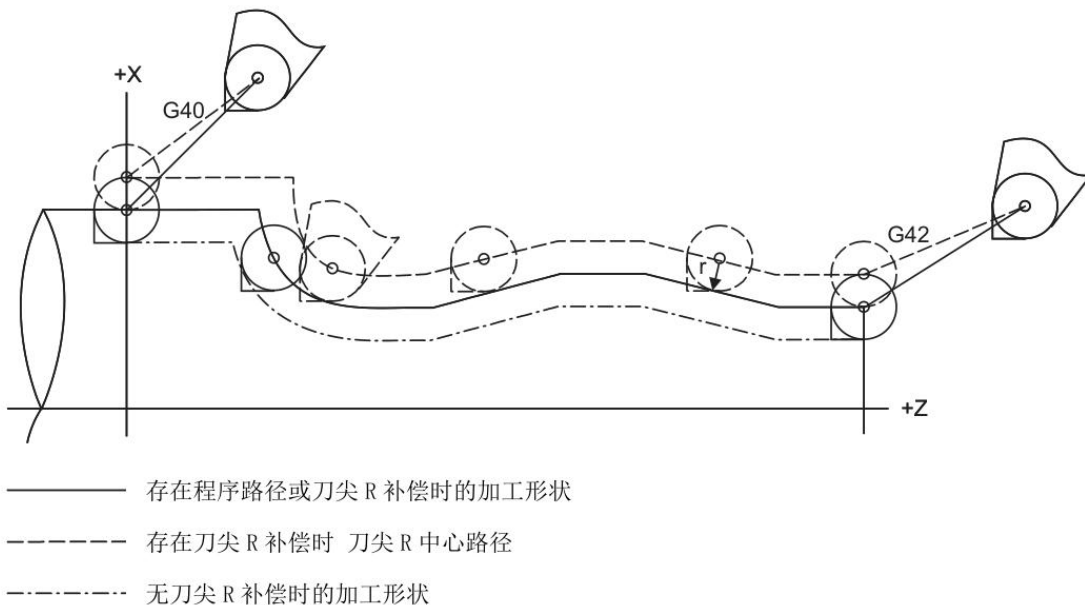 +X
G40
G42
r
+Z
存在程序路径或刀尖 R 补偿时的加工形状
存在刀尖 R 补偿时 刀尖 R 中心路径
无刀尖 R 补偿时的加工形状